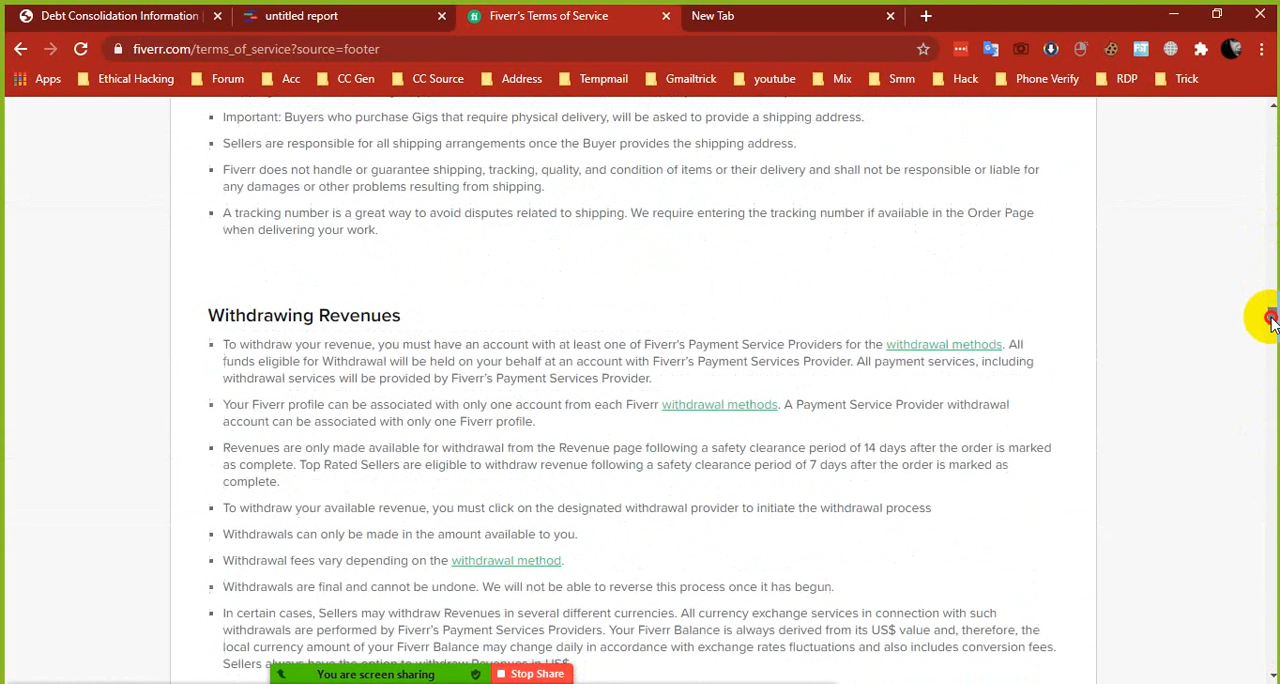 Debt Consolidation Information
untitled report
Fiverr's Terms of Service
New Tab
fiverr.com/terms_of_service?source=footer
Apps
Ethical Hacking
Forum
Acc
CC Gen
CC Source
Address
Tempmail
Gmailtrick
youtube
Mix
Smm
Hack
Phone Verify
RDP
Trick
Important: Buyers who purchase Gigs that require physical delivery, will be asked to provide a shipping address.
Sellers are responsible for all shipping arrangements once the Buyer provides the shipping address.
Fiverr does not handle or guarantee shipping, tracking, quality, and condition of items or their delivery and shall not be responsible or liable for
any damages or other problems resulting from shipping.
A tracking number is a great way to avoid disputes related to shipping. We require entering the tracking number if available in the Order Page
when delivering your work.
Withdrawing Revenues
To withdraw your revenue, you must have an account with at least one of Fiverr's Payment Service Providers for the withdrawal methods. All
funds eligible for Withdrawal will be held on your behalf at an account with Fiverr's Payment Services Provider. All payment services, including
withdrawal services will be provided by Fiverr's Payment Services Provider.
Your Fiverr profile can be associated with only one account from each Fiverr withdrawal methods. A Payment Service Provider withdrawal
account can be associated with only one Fiverr profile.
Revenues are only made available for withdrawal from the Revenue page following a safety clearance period of 14 days after the order is marked
as complete. Top Rated Sellers are eligible to withdraw revenue following a safety clearance period of 7 days after the order is marked as
complete.
To withdraw your available revenue, you must click on the designated withdrawal provider to initiate the withdrawal process
Withdrawals can only be made in the amount available to you.
Withdrawal fees vary depending on the withdrawal method.
Withdrawals are final and cannot be undone. We will not be able to reverse this process once it has begun.
In certain cases, Sellers may withdraw Revenues in several different currencies. All currency exchange services in connection with such
withdrawals are performed by Fiverr's Payment Services Providers. Your Fiverr Balance is always derived from its US$ value and, therefore, the
local currency amount of your Fiverr Balance may change daily in accordance with exchange rates fluctuations and also includes conversion fees.
Sellers always have the option to withdraw Revenues in US$
You are screen sharing
Stop Share